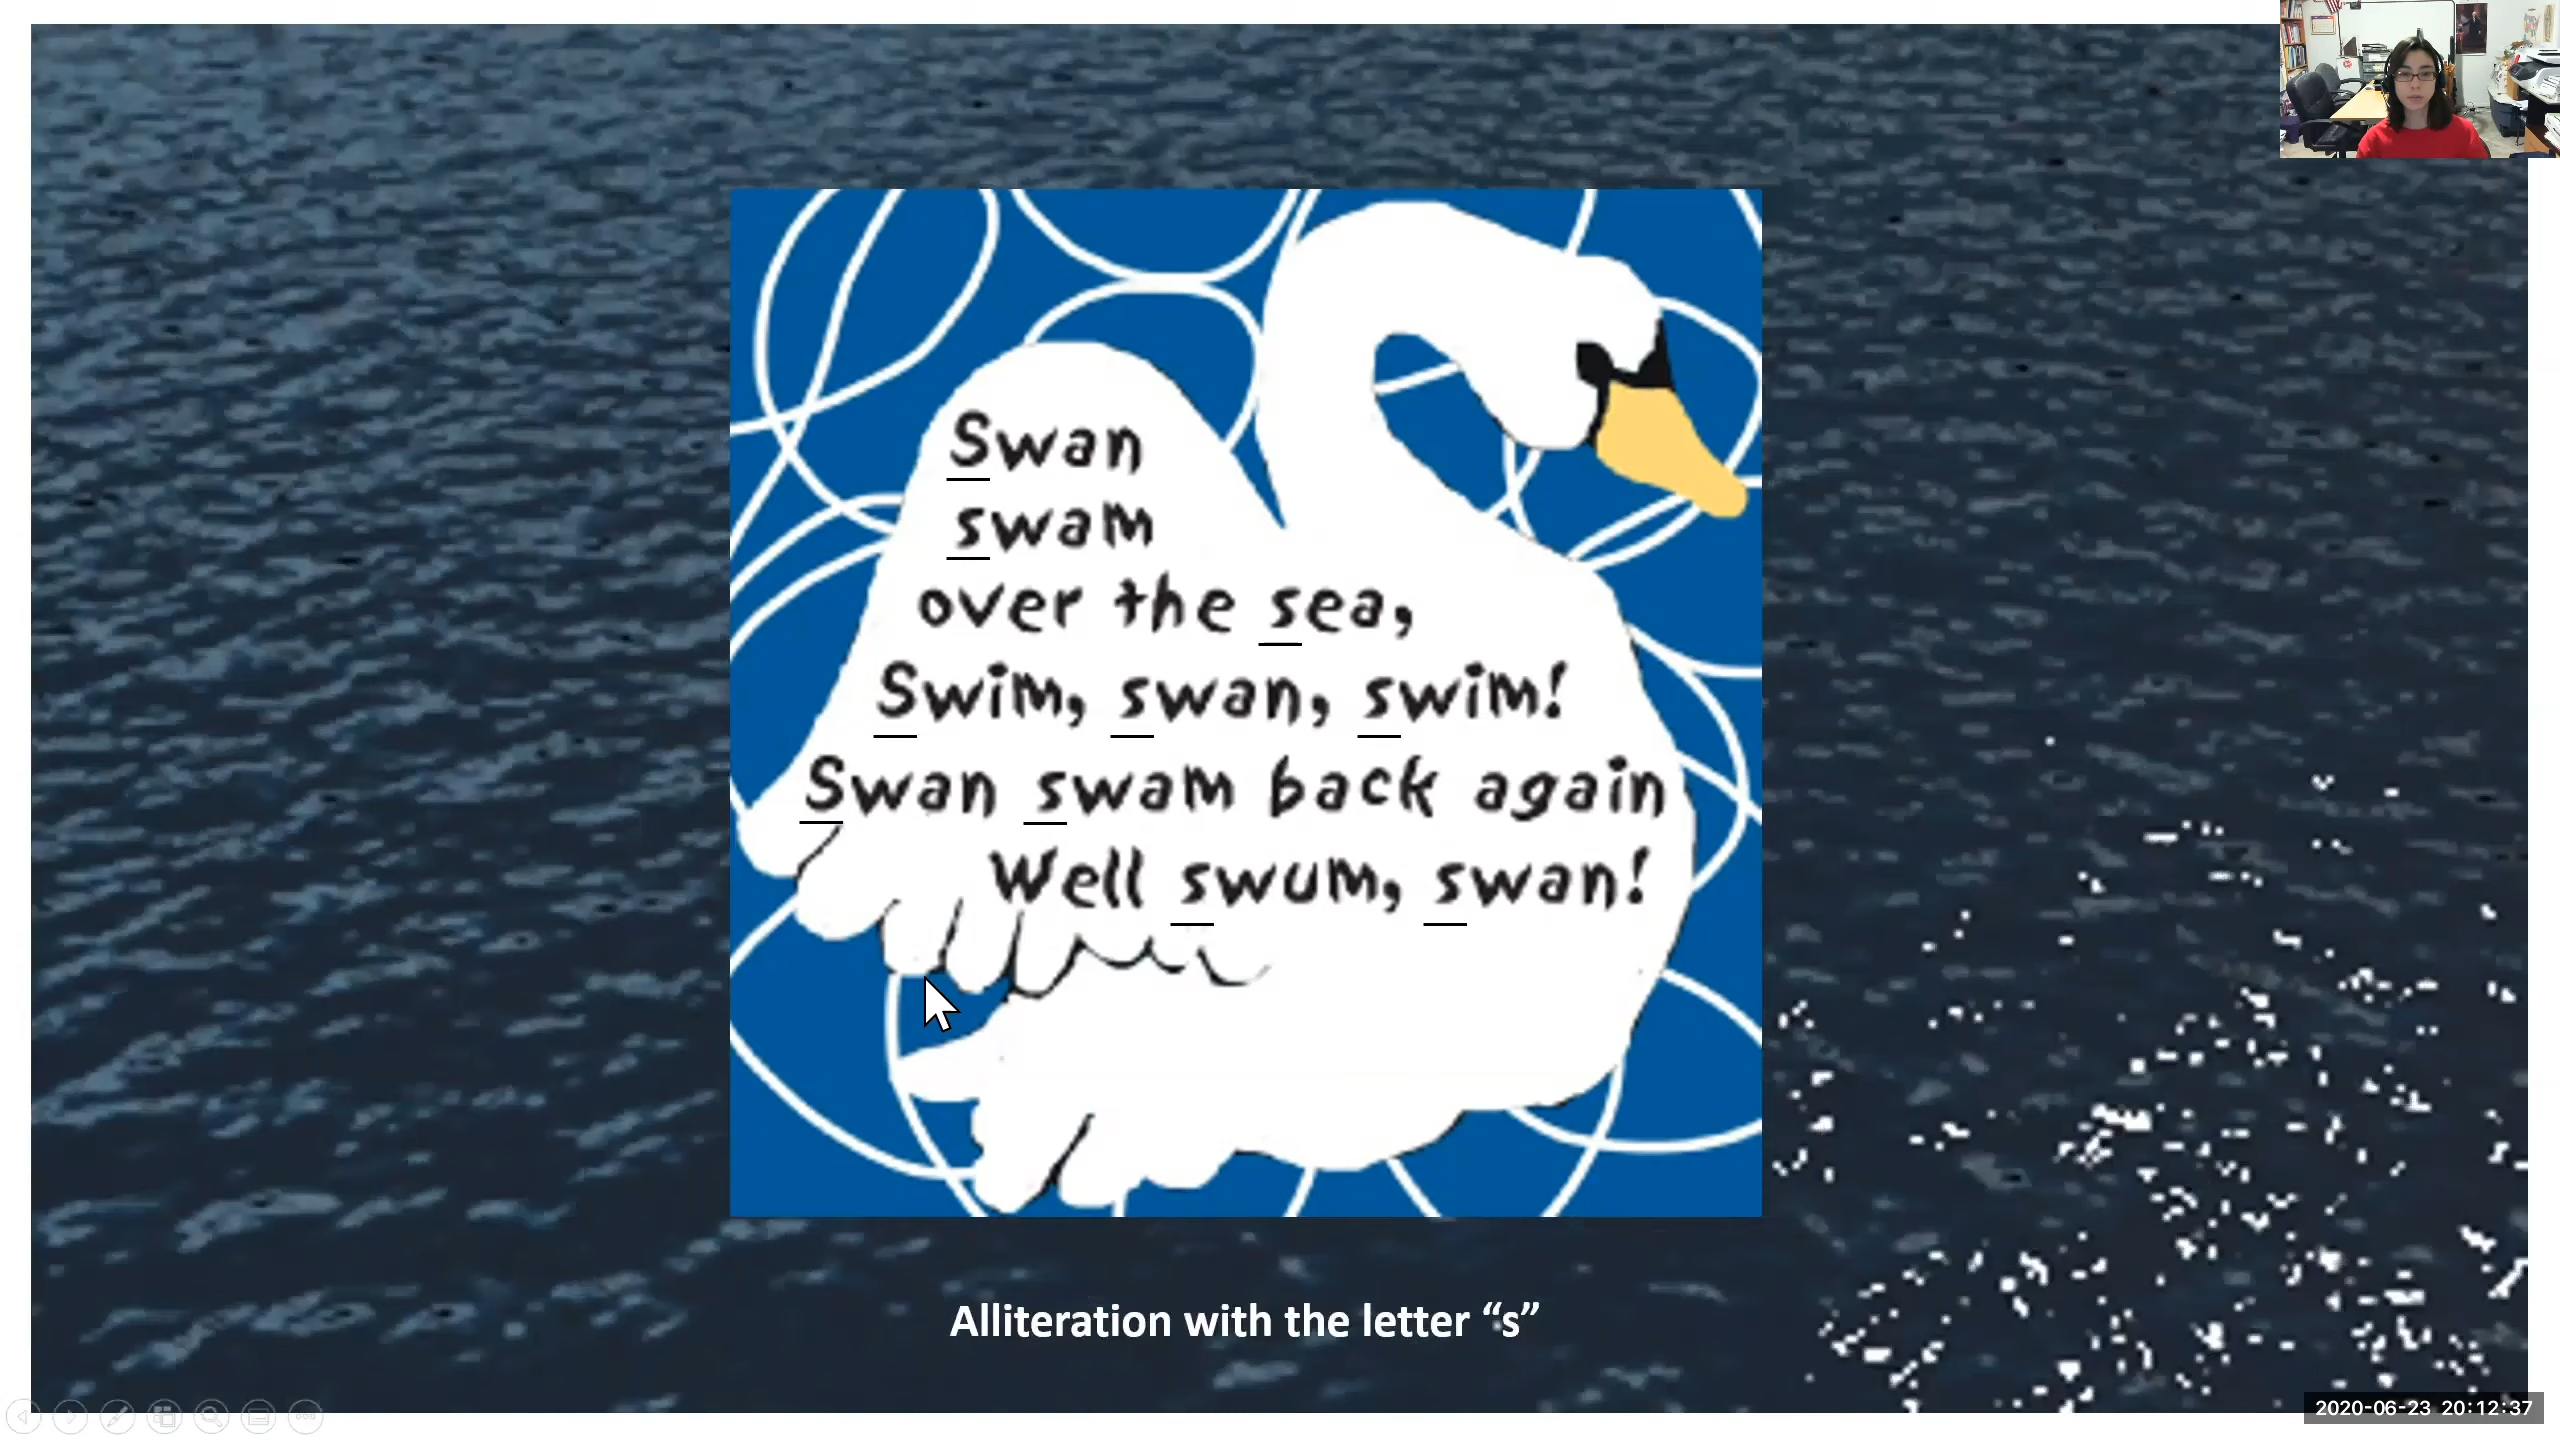 Swan
swam
over the sea,
Swim, swan, swim!
Swan swam back again
Well swum, swan!
Alliteration with the letter “s”
2020-06-23 20:12:37